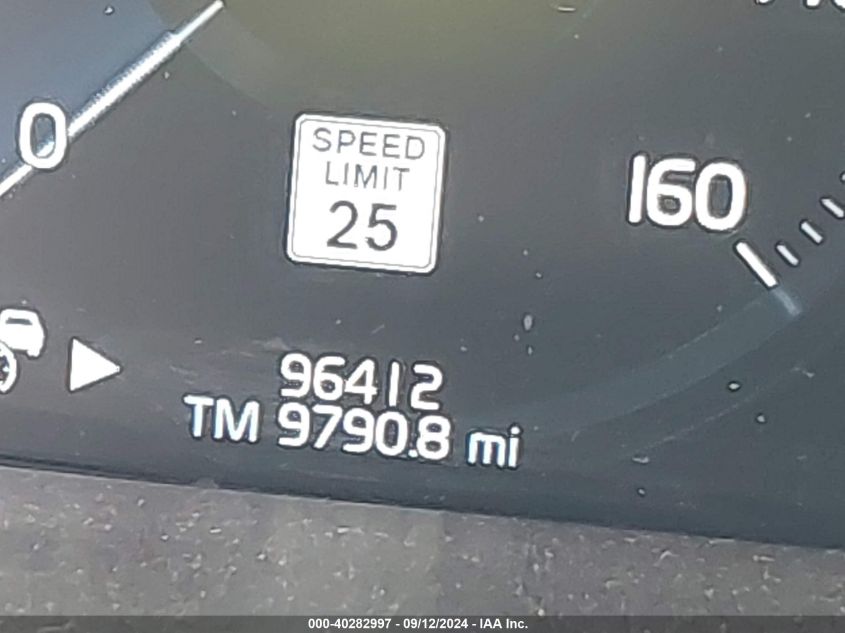 0
SPEED
LIMIT
25
160
96412
TM 9790.8 mi
000-40282997 - 09/12/2024 - IAA Inc.